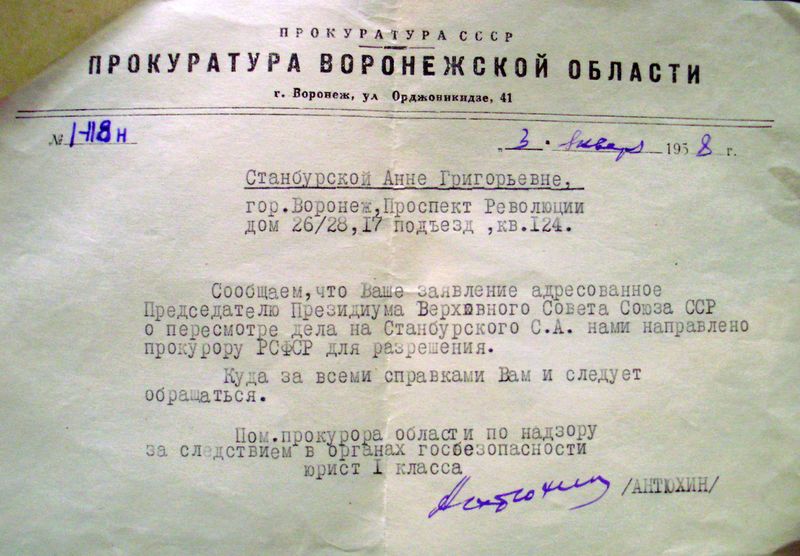 ПРОКУРАТУРА СССР
ПРОКУРАТУРА ВОРОНЕЖСКОЙ ОБЛАСТИ
г. Воронеж, ул Орджоникидзе, 41
№ 1-118н
„ 3 . января 1958 г.
Станбурской Анне Григорьевне,
гор.Воронеж,Проспект Революции
дом 26/28,17 подъезд ,кв.124.
Сообщаем,что Ваше заявление адресованное
Председателю Президиума Верховного Совета Союза ССР
о пересмотре дела на Станбурского С.А. нами направлено
прокурору РСФСР для разрешения.
Куда за всеми справками Вам и следует
обращаться.
Пом.прокурора области по надзору
за следствием в органах госбезопасности
юрист I класса
Антюхин /АНТЮХИН/